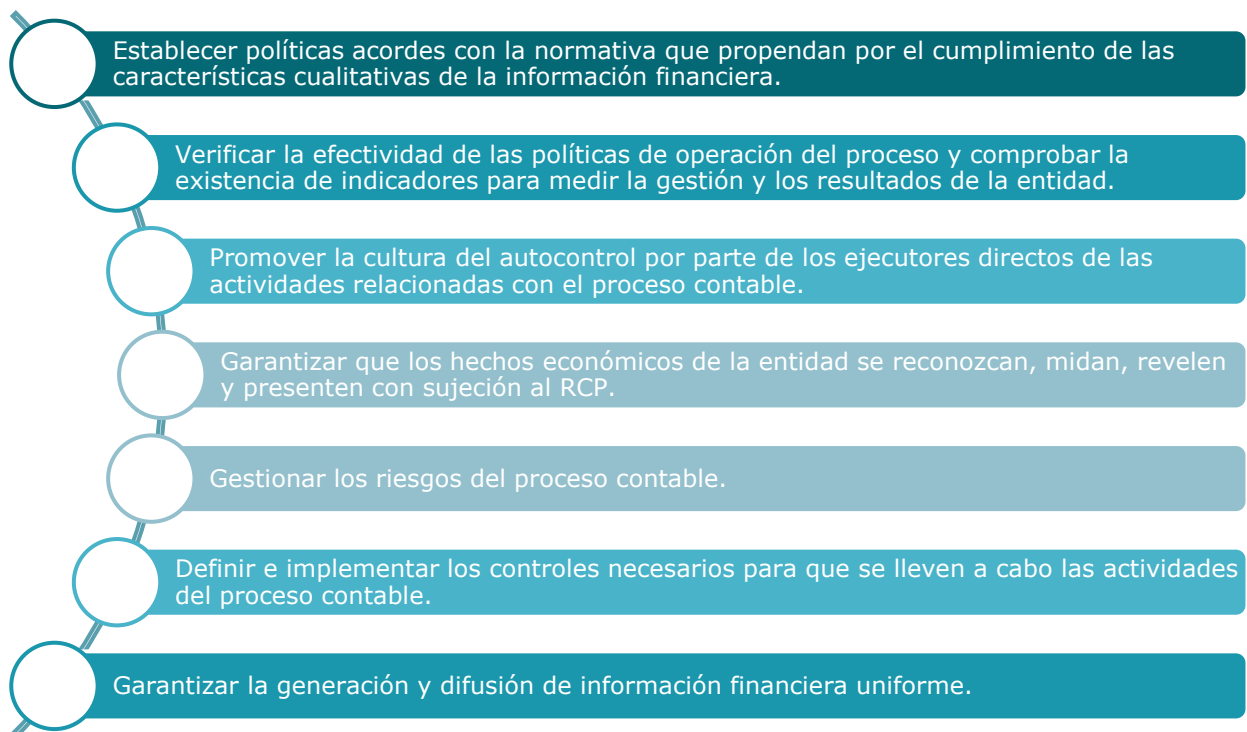 Establecer políticas acordes con la normativa que propendan por el cumplimiento de las
características cualitativas de la información financiera.
Verificar la efectividad de las políticas de operación del proceso y comprobar la
existencia de indicadores para medir la gestión y los resultados de la entidad.
Promover la cultura del autocontrol por parte de los ejecutores directos de las
actividades relacionadas con el proceso contable.
Garantizar que los hechos económicos de la entidad se reconozcan, midan, revelen
y presenten con sujeción al RCP.
Gestionar los riesgos del proceso contable.
Definir e implementar los controles necesarios para que se lleven a cabo las actividades
del proceso contable.
Garantizar la generación y difusión de información financiera uniforme.